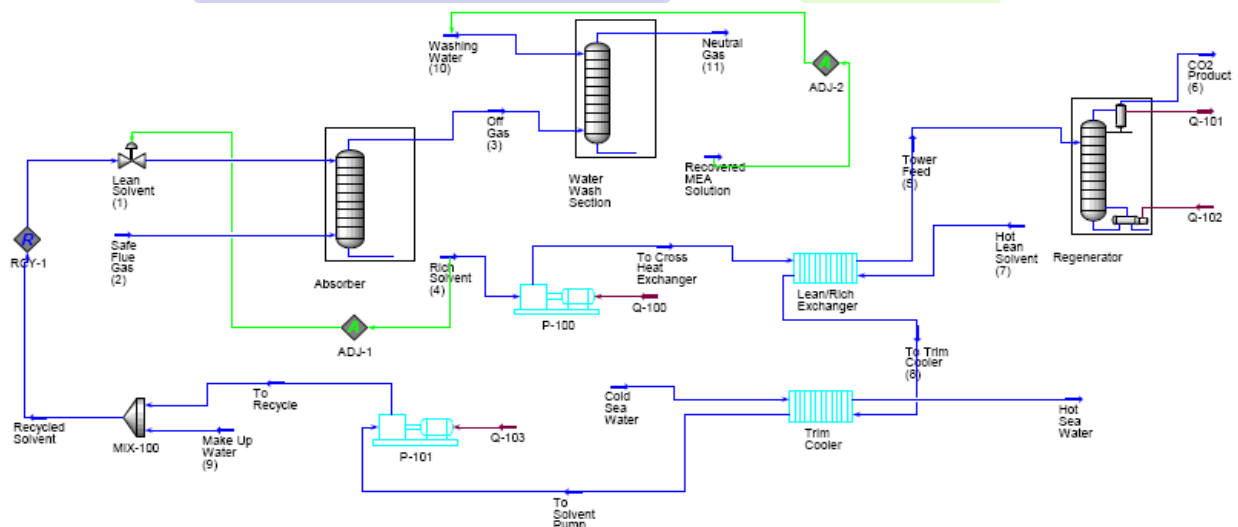 Washing
Water
(10)
Neutral
Gas
(11)
A
ADJ-2
CO2
Product
(6)
Q-101
Off
Gas
(3)
Lean
Solvent
(1)
Water
Wash
Section
Recovered
MEA
Solution
Tower
Feed
(5)
Q-102
R
RCY-1
Safe
Flue
Gas
(2)
Absorber
Rich
Solvent
(4)
To Cross
Heat
Exchanger
Hot
Lean
Solvent
(7)
Regenerator
Q-100
P-100
Lean/Rich
Exchanger
A
ADJ-1
To Trim
Cooler
(8)
To
Recycle
Cold
Sea
Water
Hot
Sea
Water
Recycled
Solvent
MIX-100
Make Up
Water
(9)
Q-103
P-101
Trim
Cooler
To
Solvent
Pump